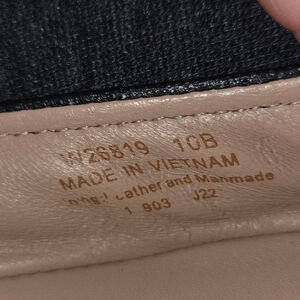 W26819 10B
MADE IN VIETNAM
Leather and Manmade
1 903 J22